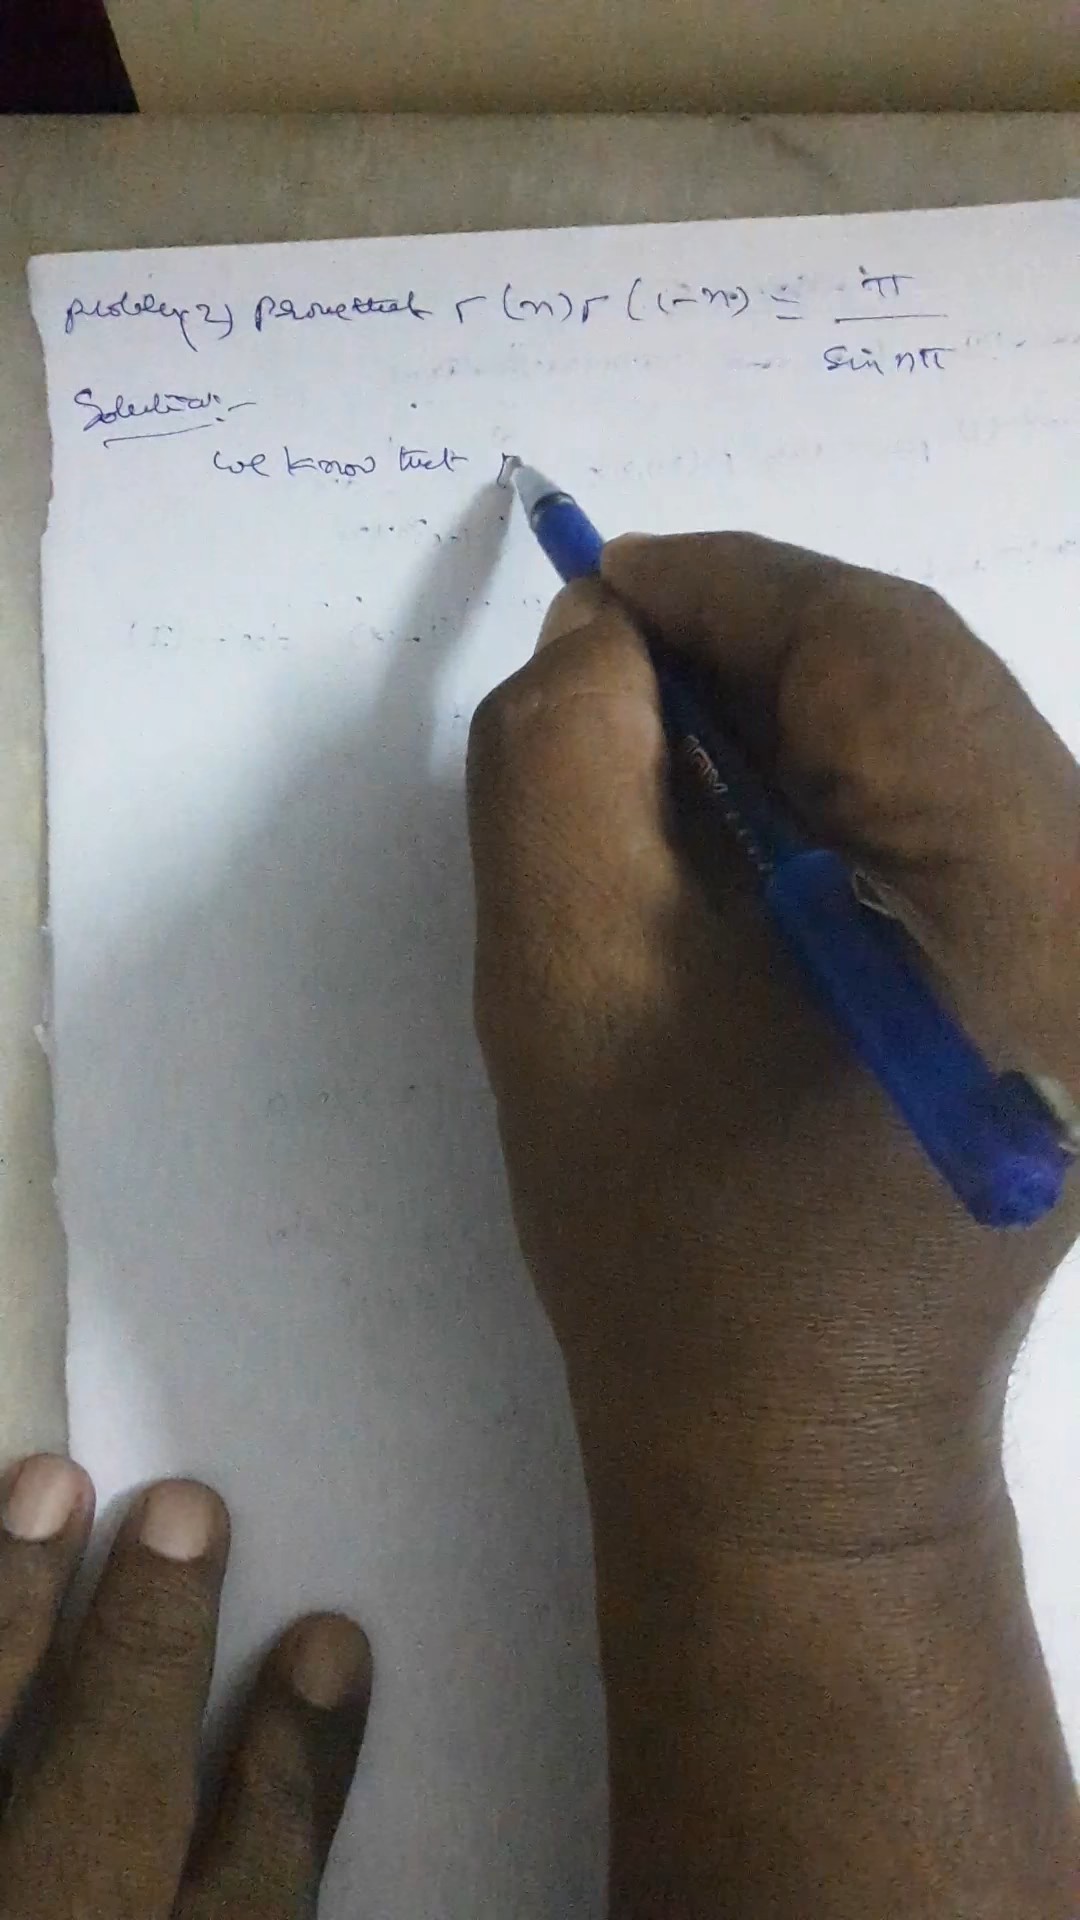 problem 2) prove that Γ(n)Γ(1-n) = π / sin nπ
Solution:-
we know that Γ